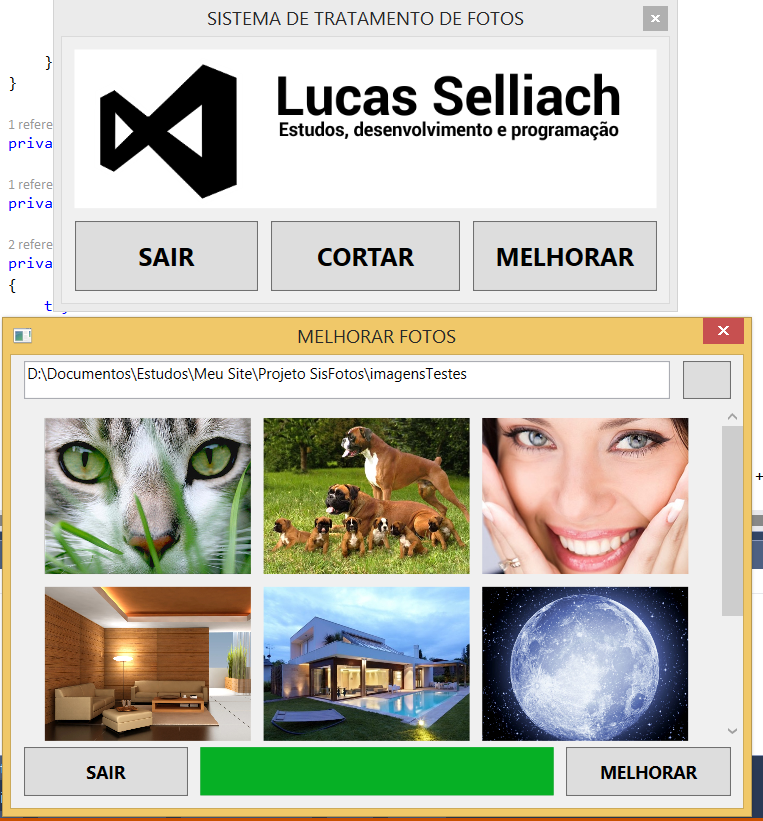 SISTEMA DE TRATAMENTO DE FOTOS
}
}
Lucas Selliach
Estudos, desenvolvimento e programação
1 refere
priva
1 refere
priva
2 refere
priva
{
SAIR
CORTAR
MELHORAR
MELHORAR FOTOS
D:\Documentos\Estudos\Meu Site\Projeto SisFotos\imagensTestes
+
SAIR
MELHORAR